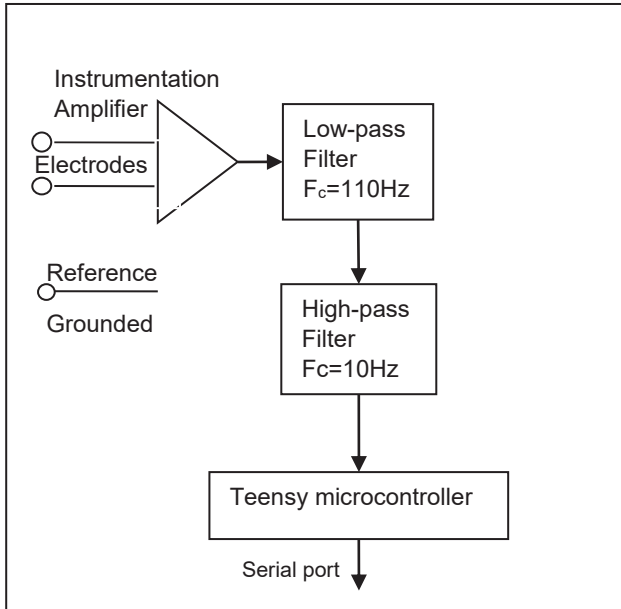 Instrumentation
Amplifier
Electrodes
Reference
Grounded
Low-pass
Filter
Fc=110Hz
High-pass
Filter
Fc=10Hz
Teensy microcontroller
Serial port